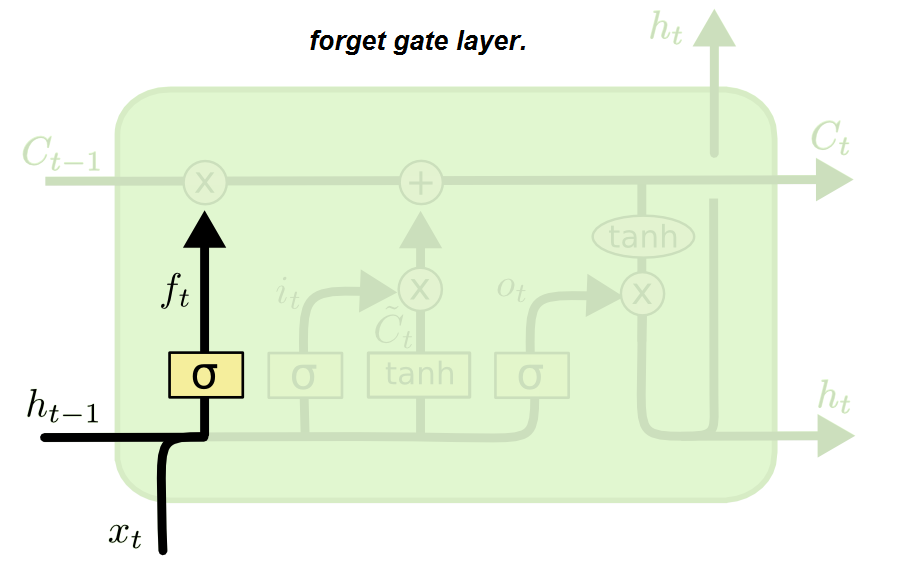 forget gate layer.
h_t
C_{t-1}
C_t
x
+
tanh
f_t
i_t
x
o_t
x
C̃_t
σ
σ
tanh
σ
h_{t-1}
h_t
x_t